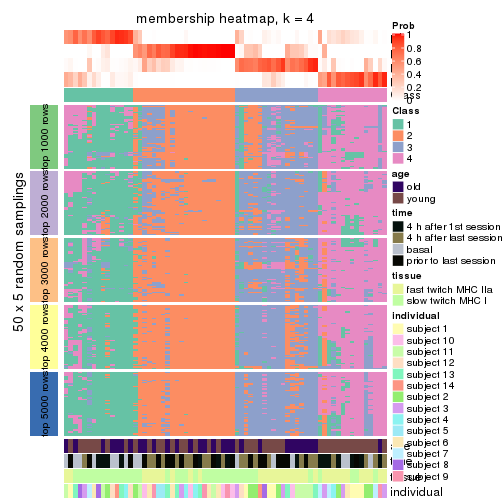 membership heatmap, k = 4
50 x 5 random samplings
top 1000 rows
top 2000 rows
top 3000 rows
top 4000 rows
top 5000 rows
Prob
1
0.8
0.6
0.4
0.2
0
Class
1
2
3
4
age
old
young
time
4 h after 1st session
4 h after last session
basal
prior to last session
tissue
fast twitch MHC IIa
slow twitch MHC I
individual
subject 1
subject 10
subject 11
subject 12
subject 13
subject 14
subject 2
subject 3
subject 4
subject 5
subject 6
subject 7
subject 8
subject 9
individual